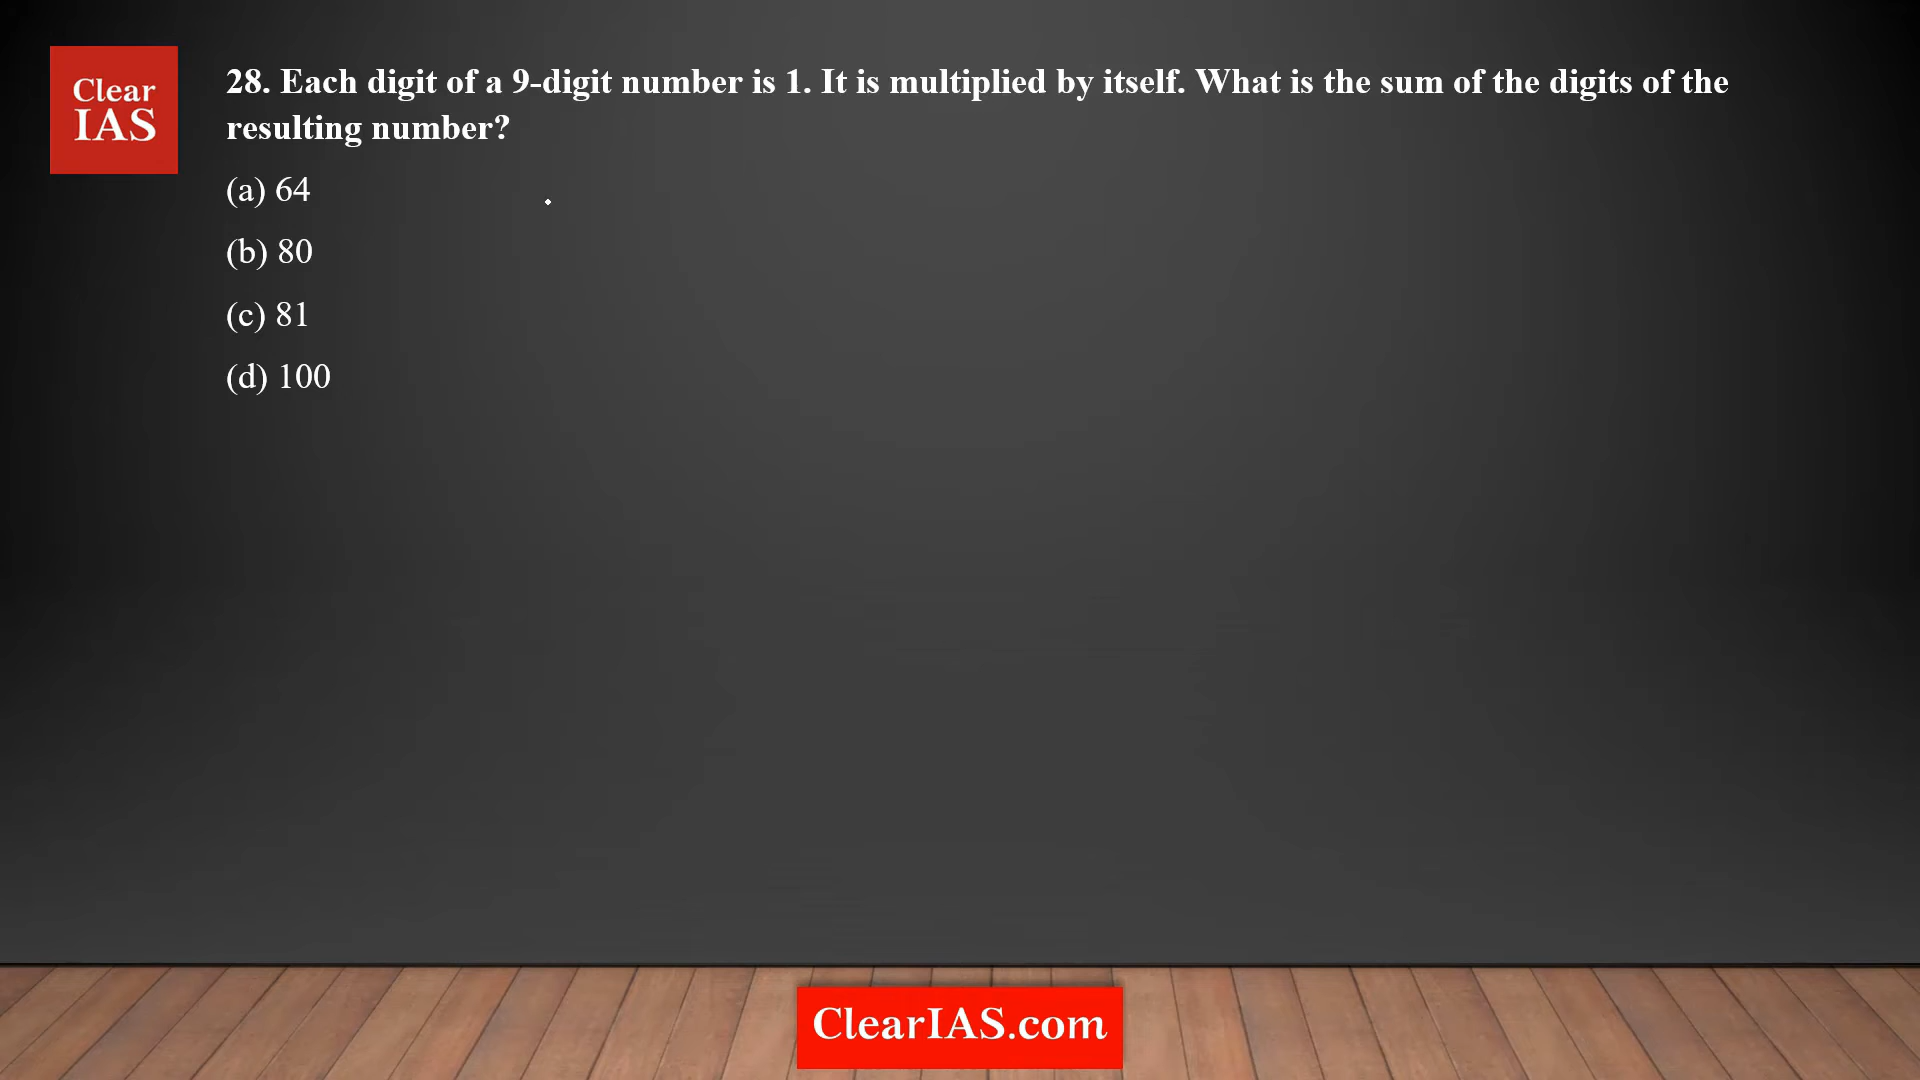 Clear
IAS
28. Each digit of a 9-digit number is 1. It is multiplied by itself. What is the sum of the digits of the
resulting number?
(a) 64
(b) 80
(c) 81
(d) 100
ClearIAS.com